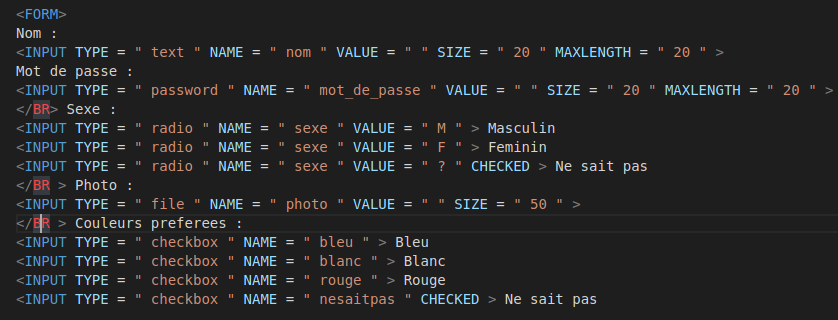 <FORM>
Nom :
<INPUT TYPE = " text " NAME = " nom " VALUE = " " SIZE = " 20 " MAXLENGTH = " 20 " >
Mot de passe :
<INPUT TYPE = " password " NAME = " mot_de_passe " VALUE = " " SIZE = " 20 " MAXLENGTH = " 20 " >
</BR> Sexe :
<INPUT TYPE = " radio " NAME = " sexe " VALUE = " M " > Masculin
<INPUT TYPE = " radio " NAME = " sexe " VALUE = " F " > Feminin
<INPUT TYPE = " radio " NAME = " sexe " VALUE = " ? " CHECKED > Ne sait pas
</BR > Photo :
<INPUT TYPE = " file " NAME = " photo " VALUE = " " SIZE = " 50 " >
</BR > Couleurs preferees :
<INPUT TYPE = " checkbox " NAME = " bleu " > Bleu
<INPUT TYPE = " checkbox " NAME = " blanc " > Blanc
<INPUT TYPE = " checkbox " NAME = " rouge " > Rouge
<INPUT TYPE = " checkbox " NAME = " nesaitpas " CHECKED > Ne sait pas